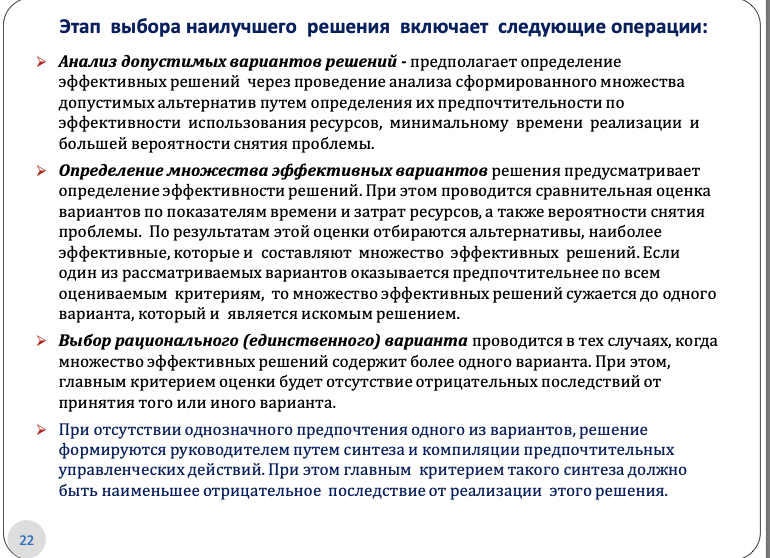 Этап выбора наилучшего решения включает следующие операции:
Анализ допустимых вариантов решений - предполагает определение
эффективных решений через проведение анализа сформированного множества
допустимых альтернатив путем определения их предпочтительности по
эффективности использования ресурсов, минимальному времени реализации и
большей вероятности снятия проблемы.
Определение множества эффективных вариантов решения предусматривает
определение эффективности решений. При этом проводится сравнительная оценка
вариантов по показателям времени и затрат ресурсов, а также вероятности снятия
проблемы. По результатам этой оценки отбираются альтернативы, наиболее
эффективные, которые и составляют множество эффективных решений. Если
один из рассматриваемых вариантов оказывается предпочтительнее по всем
оцениваемым критериям, то множество эффективных решений сужается до одного
варианта, который и является искомым решением.
Выбор рационального (единственного) варианта проводится в тех случаях, когда
множество эффективных решений содержит более одного варианта. При этом,
главным критерием оценки будет отсутствие отрицательных последствий от
принятия того или иного варианта.
При отсутствии однозначного предпочтения одного из вариантов, решение
формируются руководителем путем синтеза и компиляции предпочтительных
управленческих действий. При этом главным критерием такого синтеза должно
быть наименьшее отрицательное последствие от реализации этого решения.
22